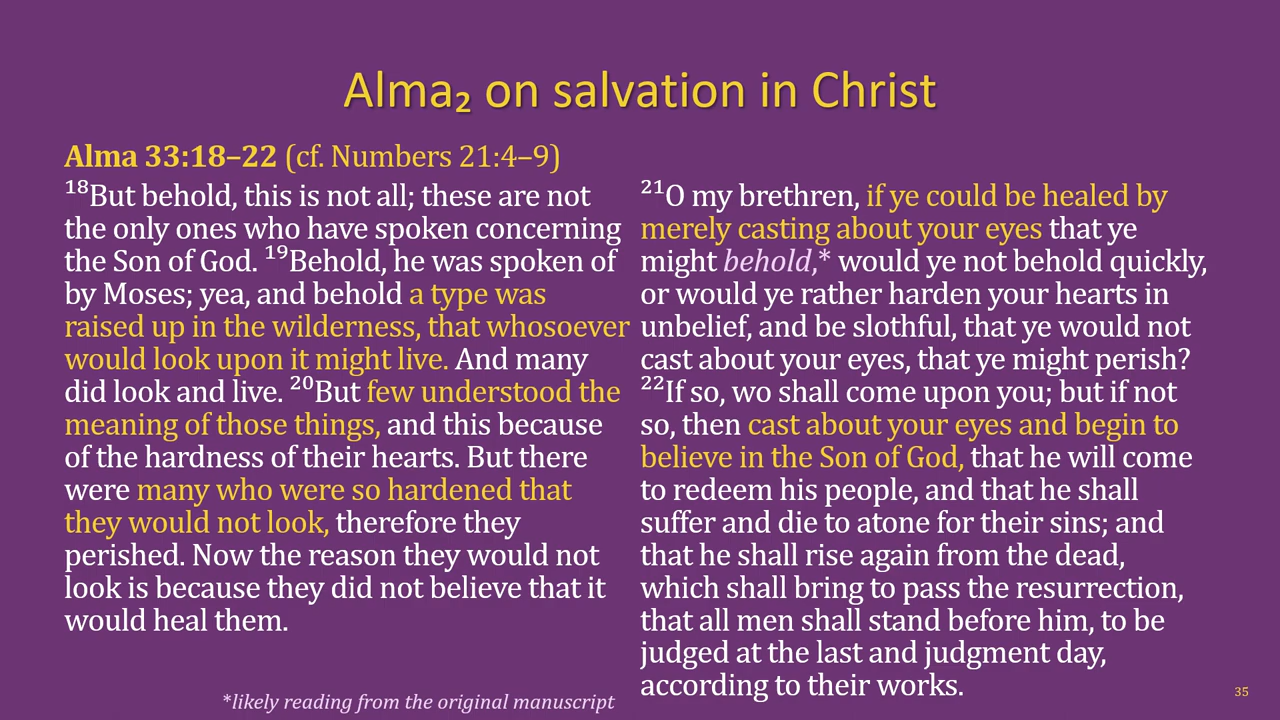 Alma₂ on salvation in Christ
Alma 33:18–22 (cf. Numbers 21:4–9)
¹⁸But behold, this is not all; these are not
the only ones who have spoken concerning
the Son of God. ¹⁹Behold, he was spoken of
by Moses; yea, and behold a type was
raised up in the wilderness, that whosoever
would look upon it might live. And many
did look and live. ²⁰But few understood the
meaning of those things, and this because
of the hardness of their hearts. But there
were many who were so hardened that
they would not look, therefore they
perished. Now the reason they would not
look is because they did not believe that it
would heal them.
²¹O my brethren, if ye could be healed by
merely casting about your eyes that ye
might behold,* would ye not behold quickly,
or would ye rather harden your hearts in
unbelief, and be slothful, that ye would not
cast about your eyes, that ye might perish?
²²If so, wo shall come upon you; but if not
so, then cast about your eyes and begin to
believe in the Son of God, that he will come
to redeem his people, and that he shall
suffer and die to atone for their sins; and
that he shall rise again from the dead,
which shall bring to pass the resurrection,
that all men shall stand before him, to be
judged at the last and judgment day,
according to their works.
*likely reading from the original manuscript
35